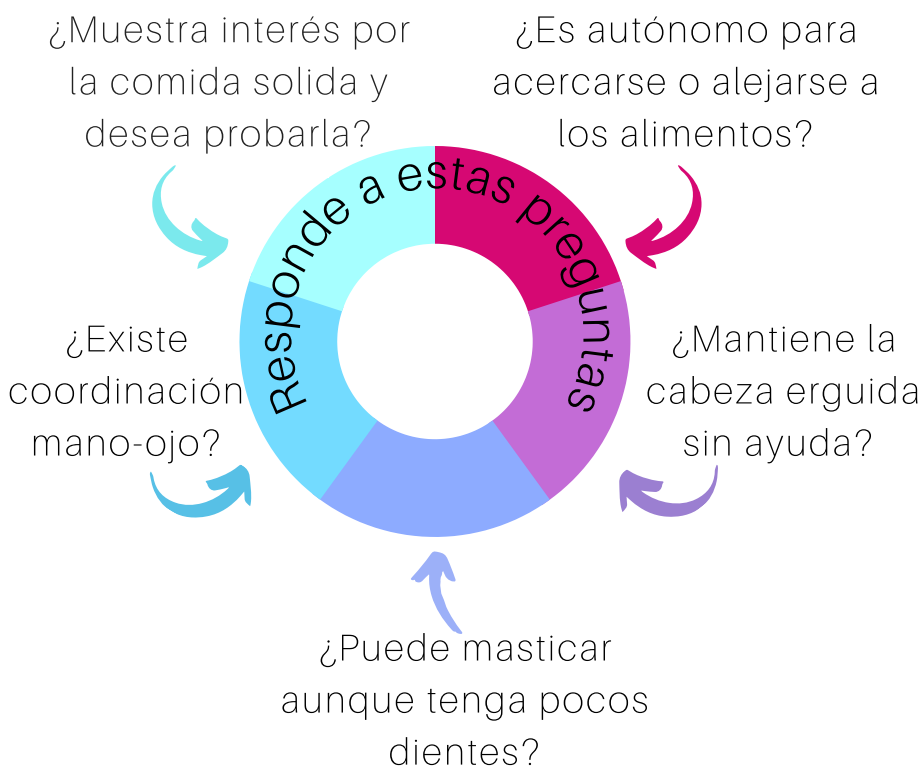 ¿Muestra interés por
la comida solida y
desea probarla?
¿Es autónomo para
acercarse o alejarse a
los alimentos?
Responde a estas preguntas
¿Existe
coordinación
mano-ojo?
¿Mantiene la
cabeza erguida
sin ayuda?
¿Puede masticar
aunque tenga pocos
dientes?